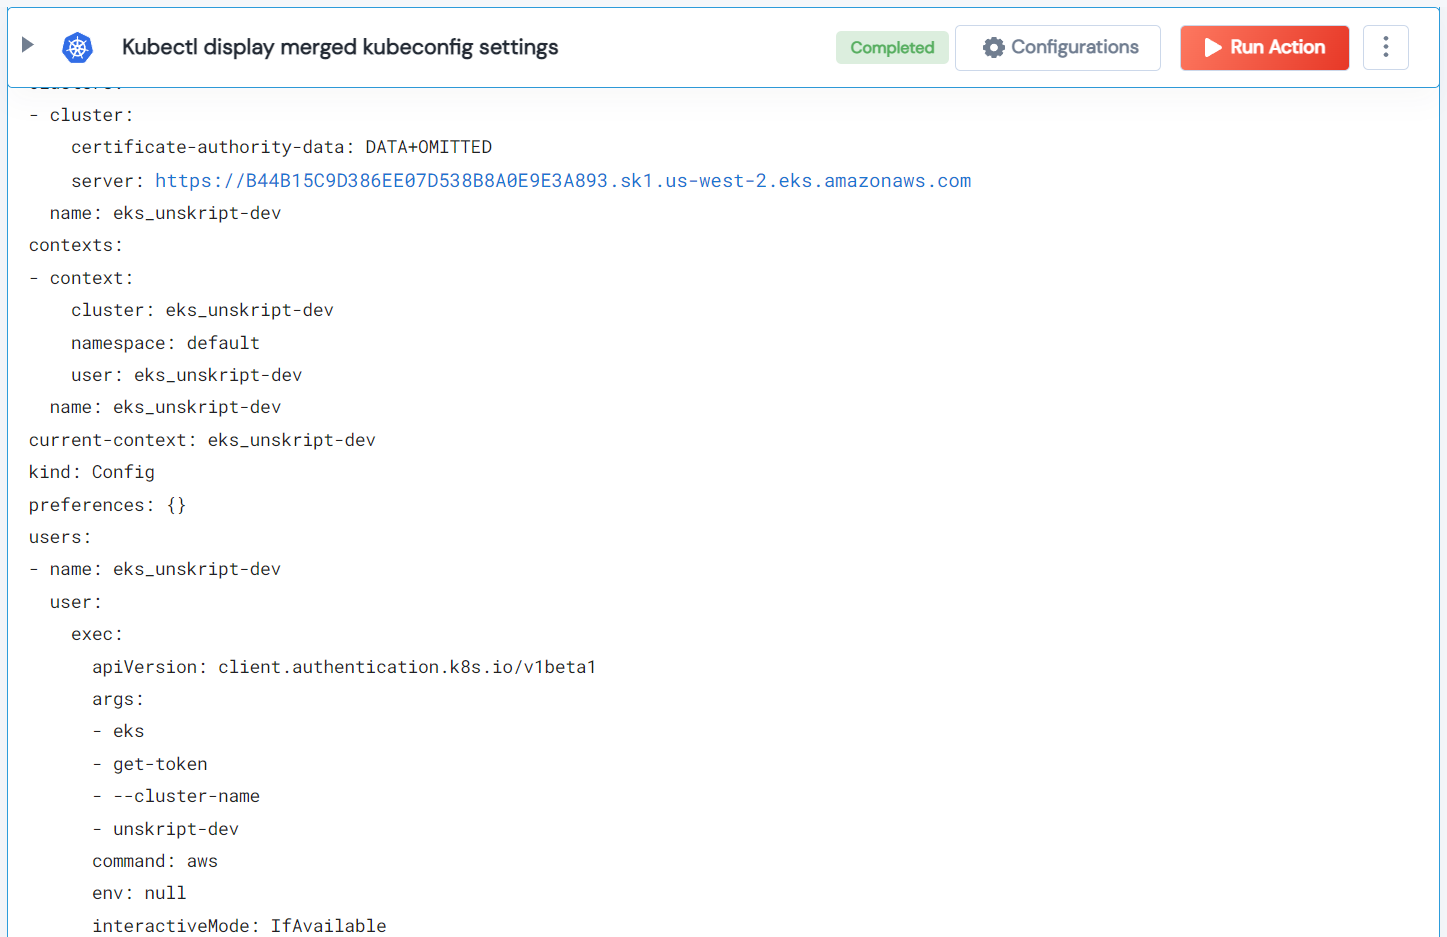 Kubectl display merged kubeconfig settings
Completed
Configurations
Run Action
- cluster:
    certificate-authority-data: DATA+OMITTED
    server: https://B44B15C9D386EE07D538B8A0E9E3A893.sk1.us-west-2.eks.amazonaws.com
  name: eks_unskript-dev
contexts:
- context:
    cluster: eks_unskript-dev
    namespace: default
    user: eks_unskript-dev
  name: eks_unskript-dev
current-context: eks_unskript-dev
kind: Config
preferences: {}
users:
- name: eks_unskript-dev
  user:
    exec:
      apiVersion: client.authentication.k8s.io/v1beta1
      args:
      - eks
      - get-token
      - --cluster-name
      - unskript-dev
      command: aws
      env: null
      interactiveMode: IfAvailable